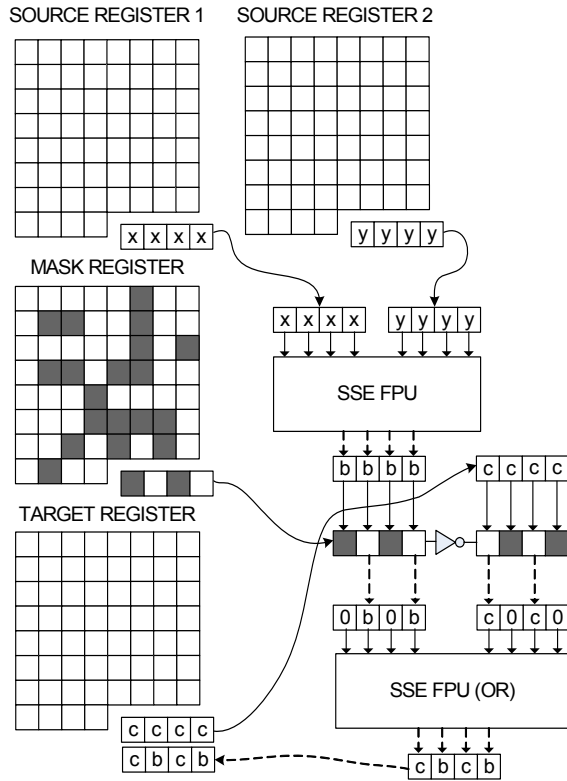 SOURCE REGISTER 1
SOURCE REGISTER 2
x x x x
y y y y
MASK REGISTER
x x x x
y y y y
SSE FPU
b b b b
c c c c
TARGET REGISTER
0 b 0 b
c 0 c 0
SSE FPU (OR)
c c c c
c b c b
c b c b